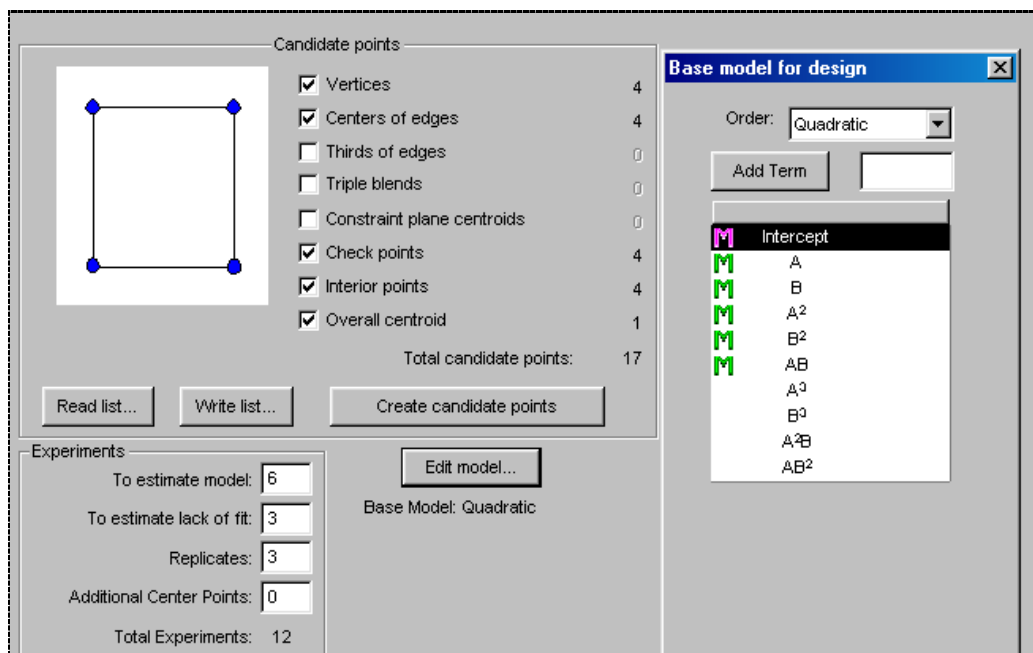 Candidate points
Vertices 4
Centers of edges 4
Thirds of edges 0
Triple blends 0
Constraint plane centroids 0
Check points 4
Interior points 4
Overall centroid 1
Total candidate points: 17
Read list... Write list... Create candidate points
Experiments
To estimate model: 6
To estimate lack of fit: 3
Replicates: 3
Additional Center Points: 0
Total Experiments: 12
Edit model...
Base Model: Quadratic
Base model for design
Order: Quadratic
Add Term
M Intercept
M A
M B
M A²
M B²
M AB
A³
B³
A²B
AB²